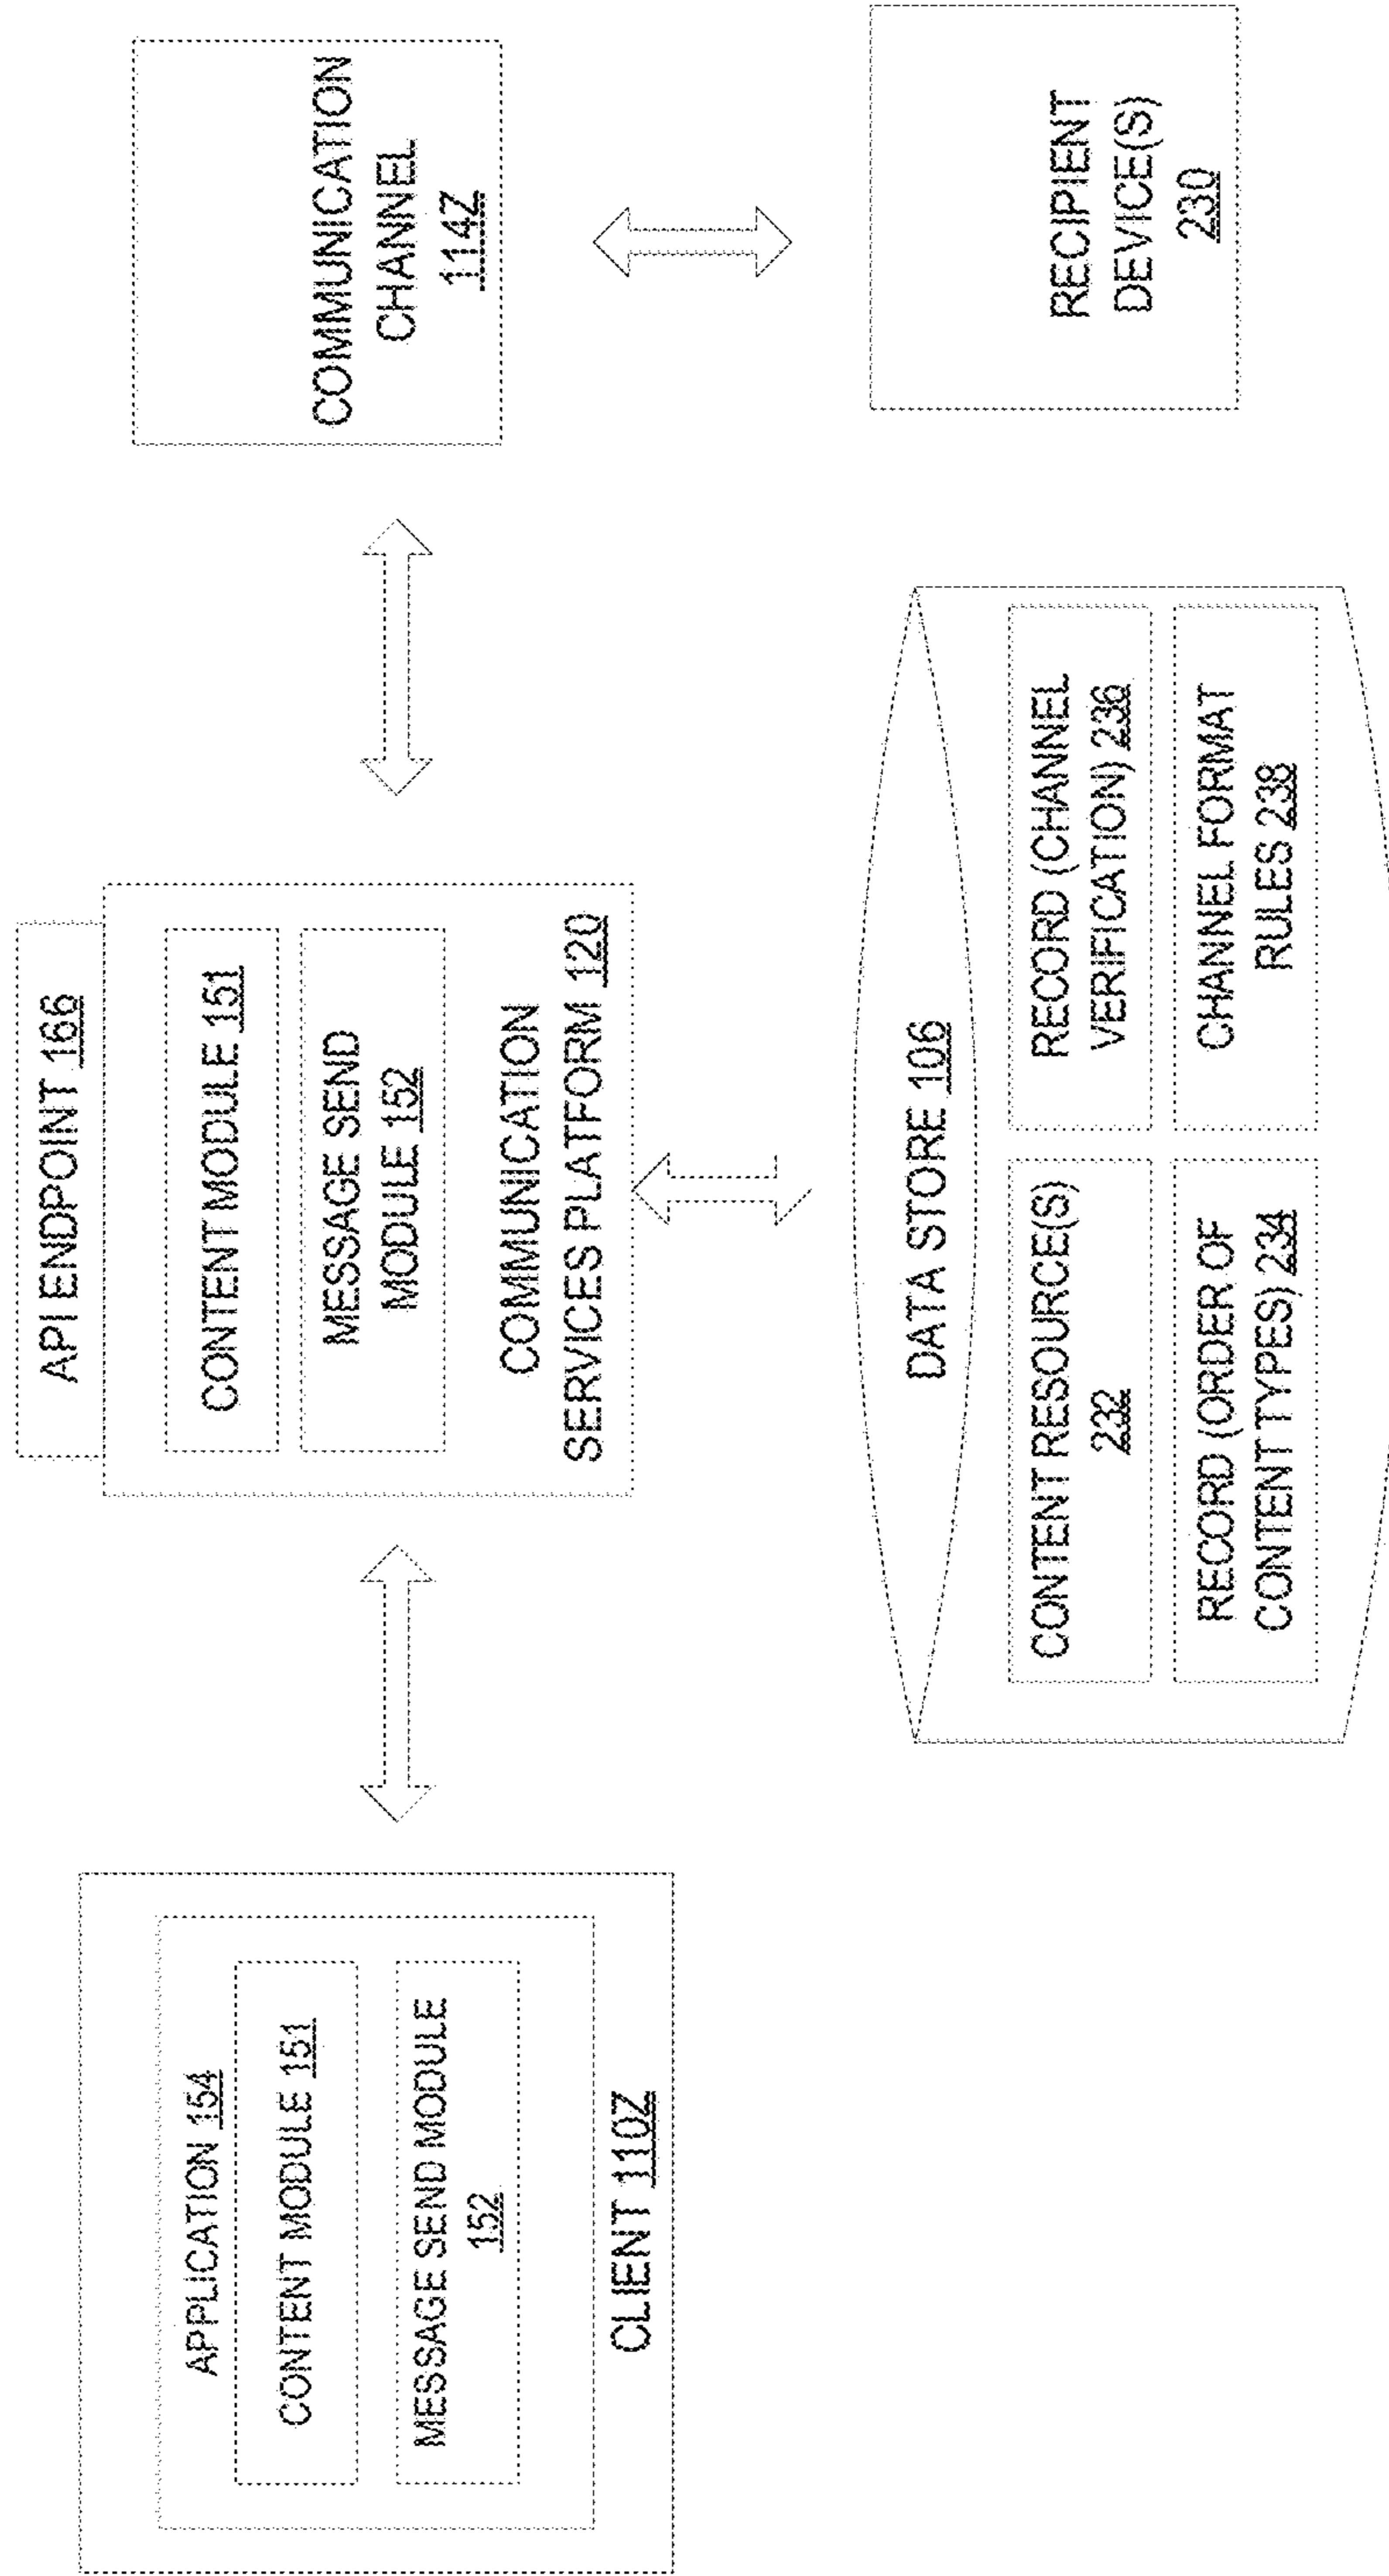 APPLICATION 154
CONTENT MODULE 151
MESSAGE SEND MODULE
152
CLIENT 110Z
API ENDPOINT 166
CONTENT MODULE 151
MESSAGE SEND
MODULE 152
COMMUNICATION
SERVICES PLATFORM 120
COMMUNICATION
CHANNEL
114Z
DATA STORE 106
CONTENT RESOURCE(S)
232
RECORD (CHANNEL
VERIFICATION) 236
RECORD (ORDER OF
CONTENT TYPES) 234
CHANNEL FORMAT
RULES 238
RECIPIENT
DEVICE(S)
230